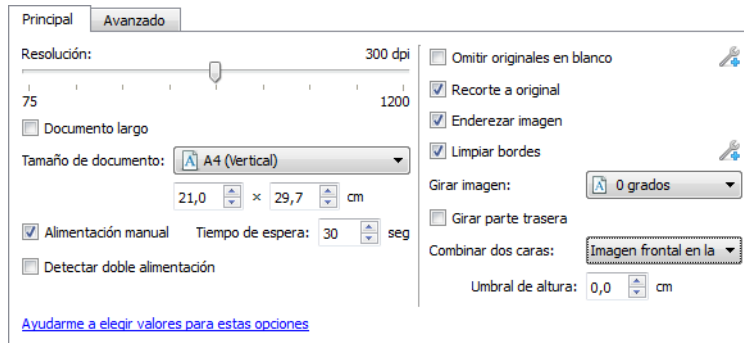 Principal Avanzado
Resolución: 300 dpi
75 1200
Documento largo
Tamaño de documento: A A4 (Vertical)
21,0 × 29,7 cm
Alimentación manual Tiempo de espera: 30 seg
Detectar doble alimentación
Ayudarme a elegir valores para estas opciones
Omitir originales en blanco
Recorte a original
Enderezar imagen
Limpiar bordes
Girar imagen: A 0 grados
Girar parte trasera
Combinar dos caras: Imagen frontal en la
Umbral de altura: 0,0 cm